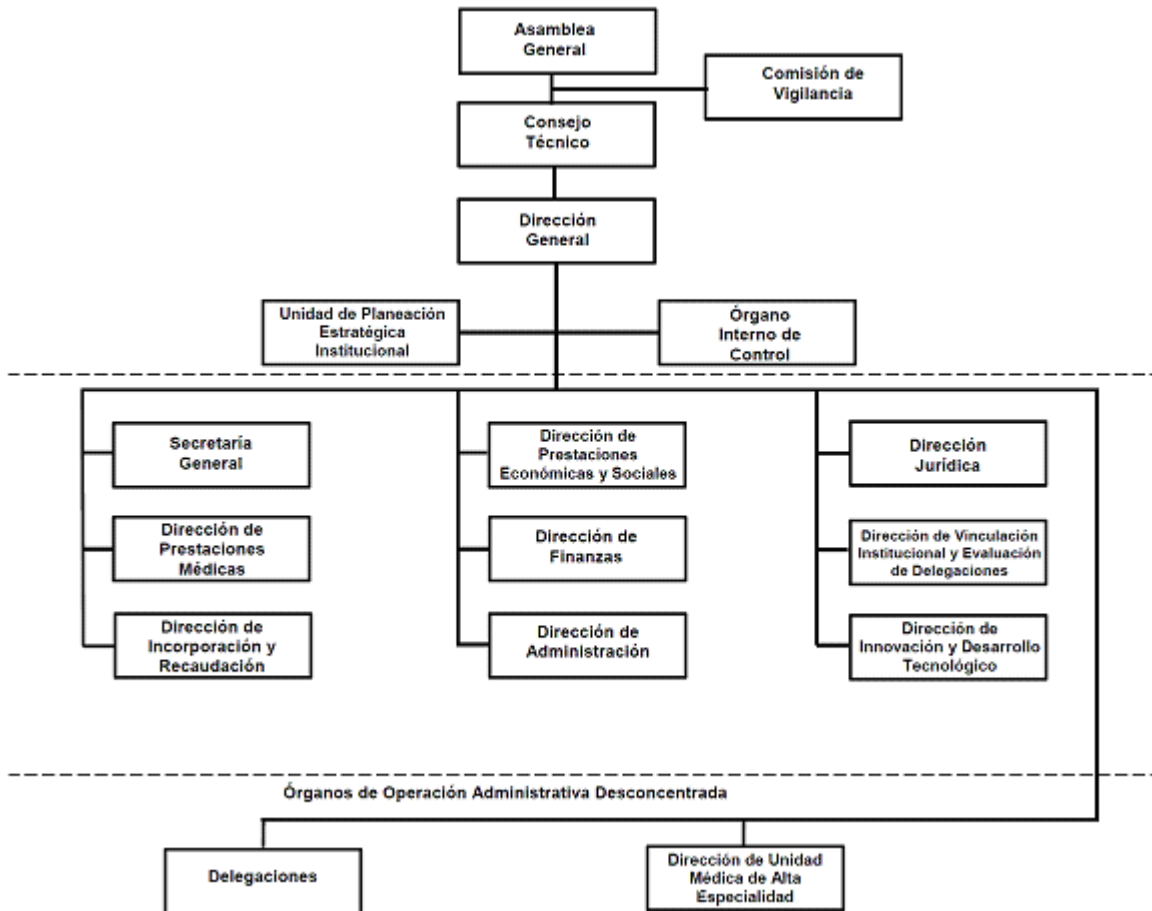 Asamblea
General
Comisión de
Vigilancia
Consejo
Técnico
Dirección
General
Unidad de Planeación
Estratégica
Institucional
Órgano
Interno de
Control
Secretaría
General
Dirección de
Prestaciones
Económicas y Sociales
Dirección
Jurídica
Dirección de
Prestaciones
Médicas
Dirección de
Finanzas
Dirección de Vinculación
Institucional y Evaluación
de Delegaciones
Dirección de
Incorporación y
Recaudación
Dirección de
Administración
Dirección de
Innovación y Desarrollo
Tecnológico
Órganos de Operación Administrativa Desconcentrada
Delegaciones
Dirección de Unidad
Médica de Alta
Especialidad